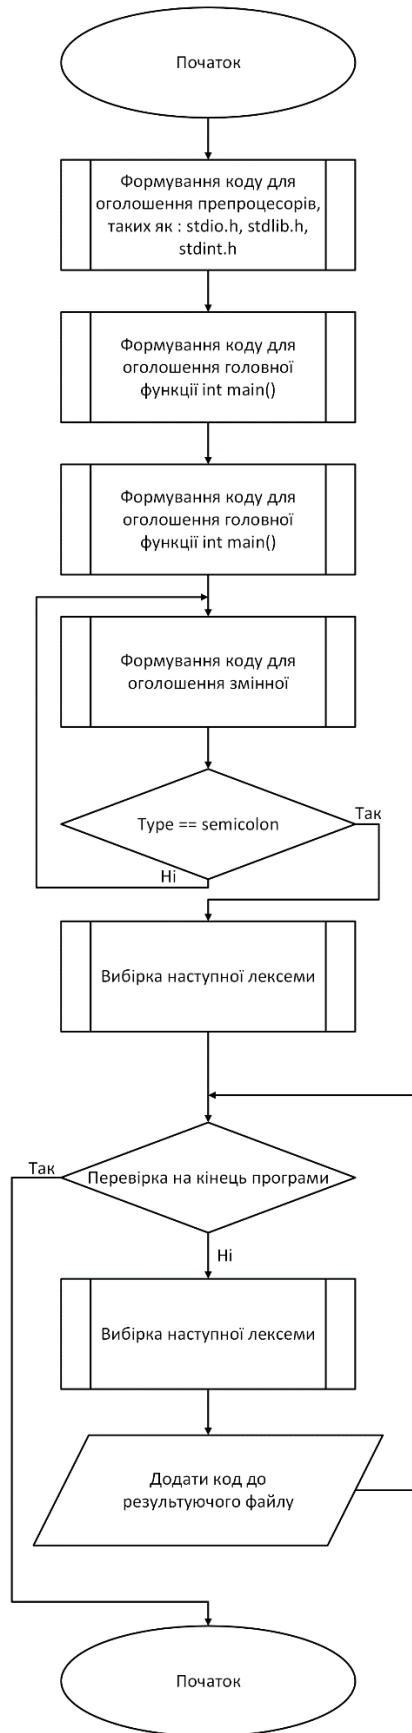 Початок
Формування коду для
оголошення препроцесорів,
таких як : stdio.h, stdlib.h,
stdint.h
Формування коду для
оголошення головної
функції int main()
Формування коду для
оголошення головної
функції int main()
Формування коду для
оголошення змінної
Type == semicolon
Так
Ні
Вибірка наступної лексеми
Так
Перевірка на кінець програми
Ні
Вибірка наступної лексеми
Додати код до
результуючого файлу
Початок